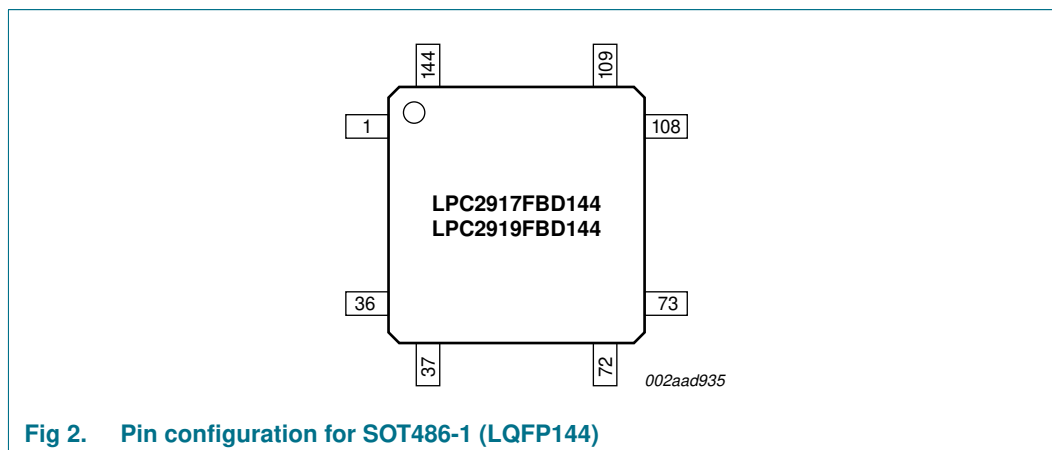 144
109
1
108
LPC2917FBD144
LPC2919FBD144
36
73
37
72
002aad935
Fig 2. Pin configuration for SOT486-1 (LQFP144)